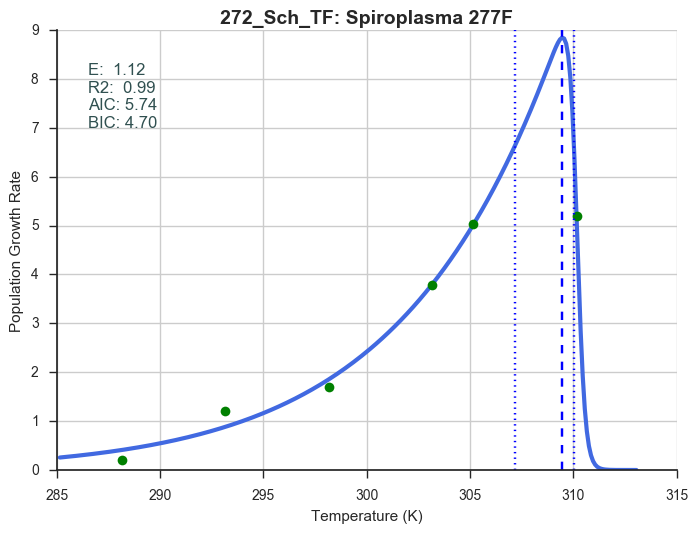 272_Sch_TF: Spiroplasma 277F
E:  1.12
R2:  0.99
AIC: 5.74
BIC: 4.70
Population Growth Rate
9
8
7
6
5
4
3
2
1
0
285
290
295
300
305
310
315
Temperature (K)